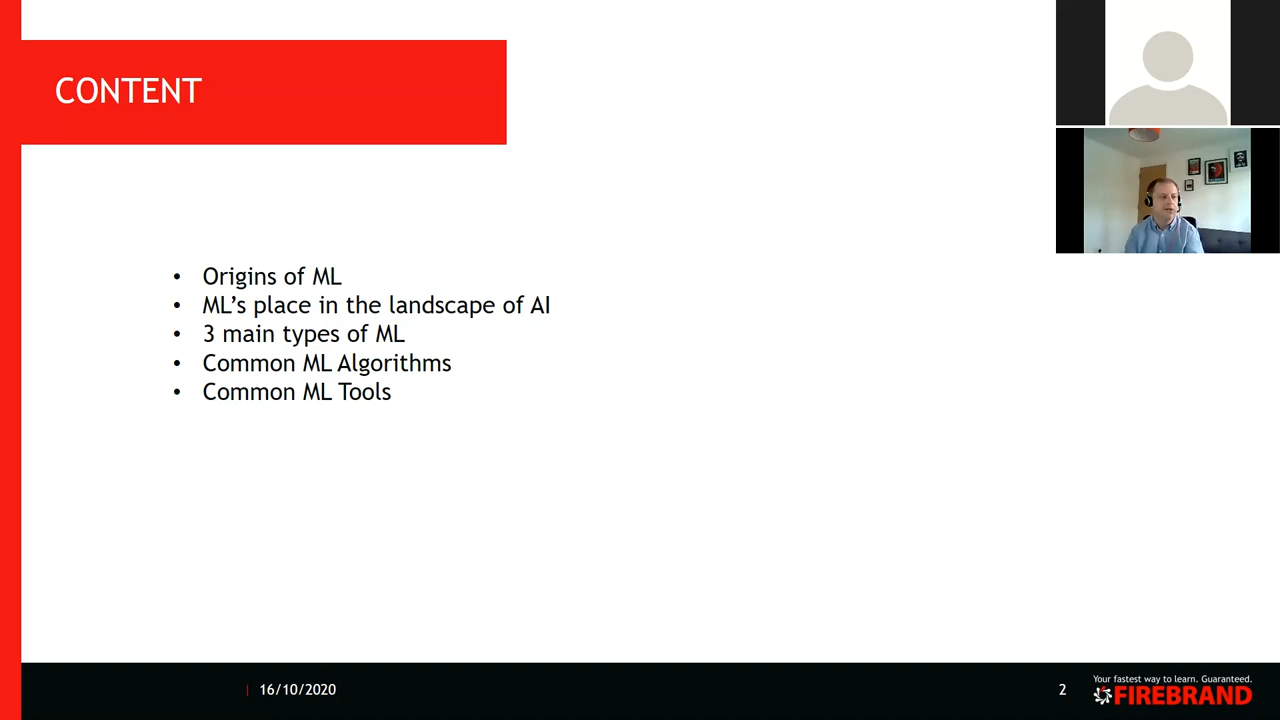 CONTENT
• Origins of ML
• ML’s place in the landscape of AI
• 3 main types of ML
• Common ML Algorithms
• Common ML Tools
| 16/10/2020
2
Your fastest way to learn. Guaranteed.
FIREBRAND